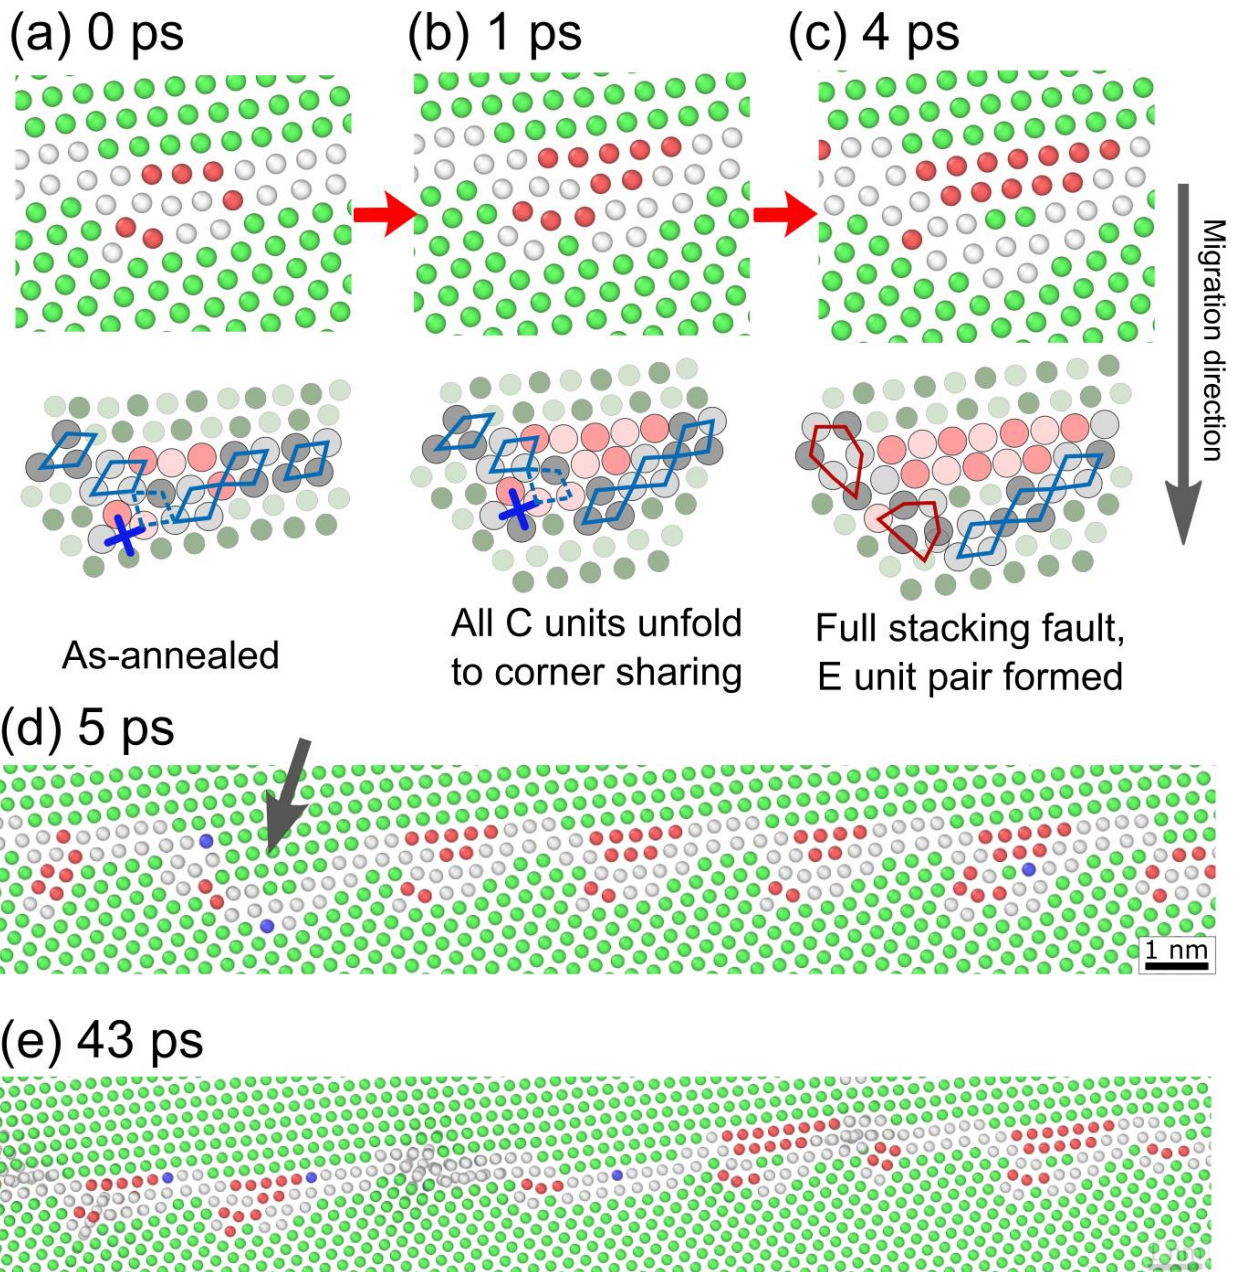 (a) 0 ps
(b) 1 ps
(c) 4 ps
Migration direction
As-annealed
All C units unfold
to corner sharing
Full stacking fault,
E unit pair formed
(d) 5 ps
1 nm
(e) 43 ps